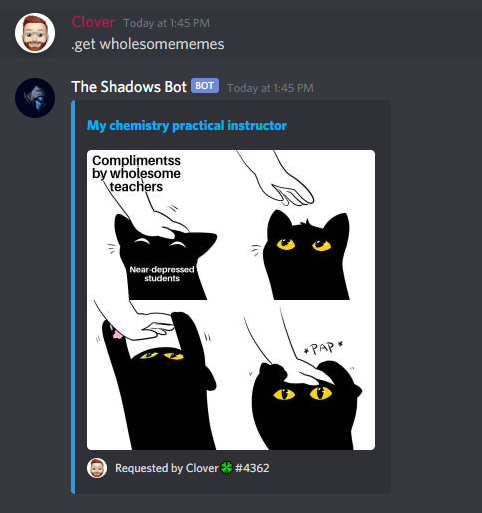 Clover Today at 1:45 PM
.get wholesomememes
The Shadows Bot BOT Today at 1:45 PM
My chemistry practical instructor
Complimentss
by wholesome
teachers
Near-depressed
students
*PAP*
Requested by Clover🍀#4362